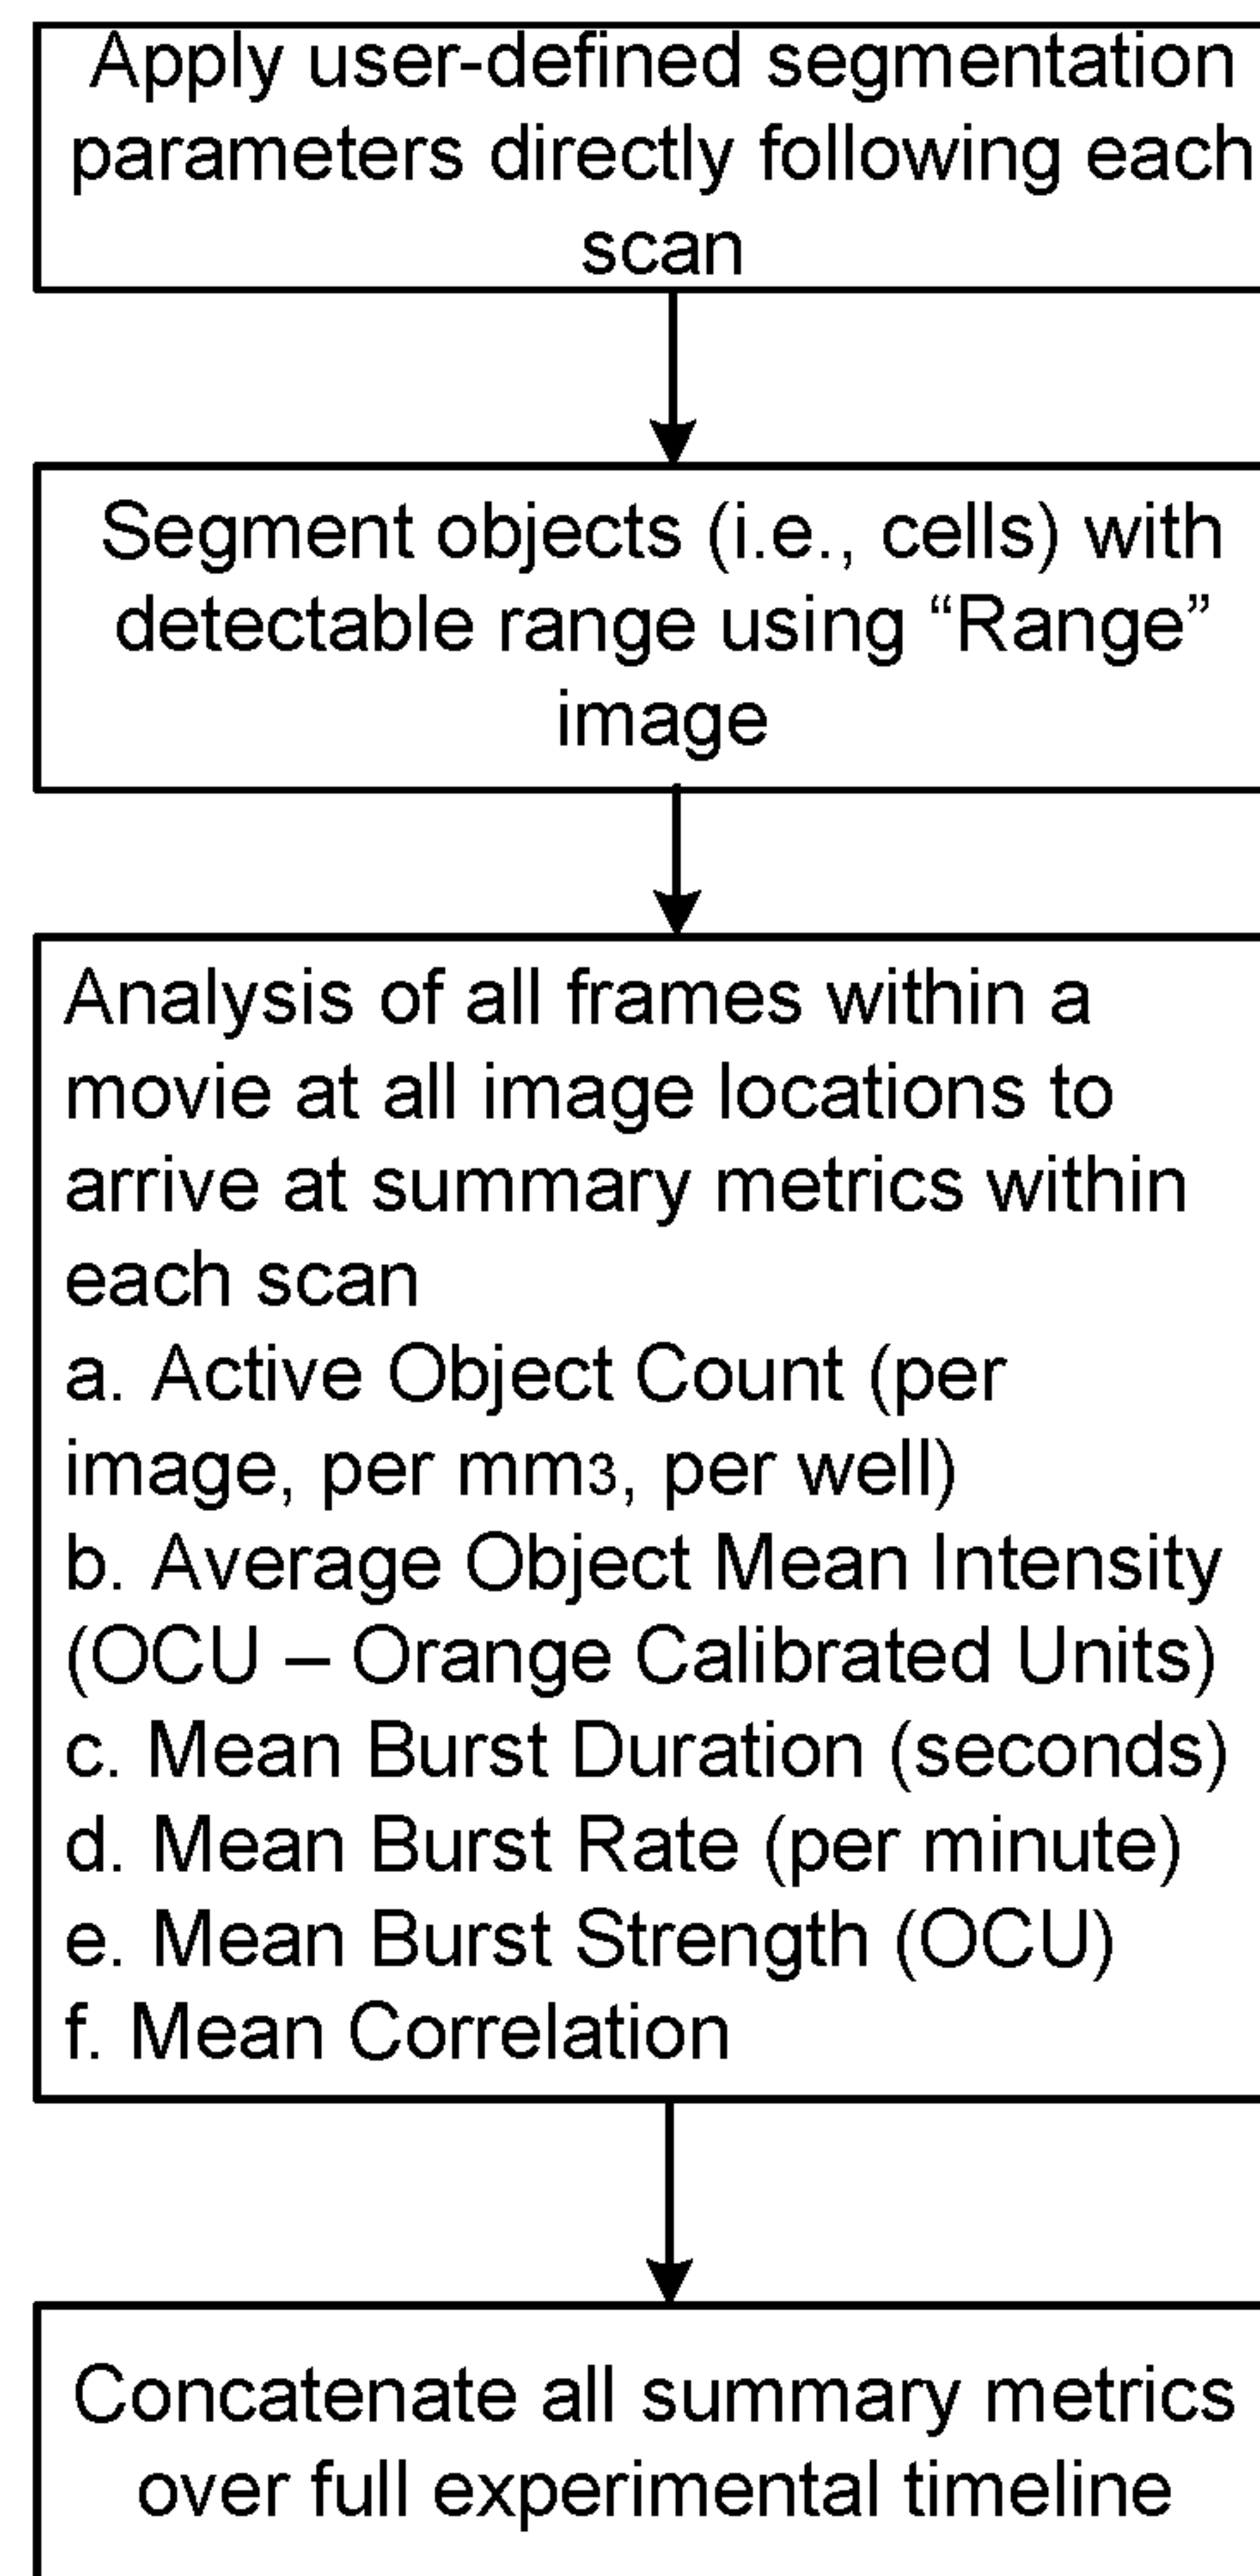 Apply user-defined segmentation
parameters directly following each
scan
Segment objects (i.e., cells) with
detectable range using “Range”
image
Analysis of all frames within a
movie at all image locations to
arrive at summary metrics within
each scan
a. Active Object Count (per
image, per mm3, per well)
b. Average Object Mean Intensity
(OCU – Orange Calibrated Units)
c. Mean Burst Duration (seconds)
d. Mean Burst Rate (per minute)
e. Mean Burst Strength (OCU)
f. Mean Correlation
Concatenate all summary metrics
over full experimental timeline